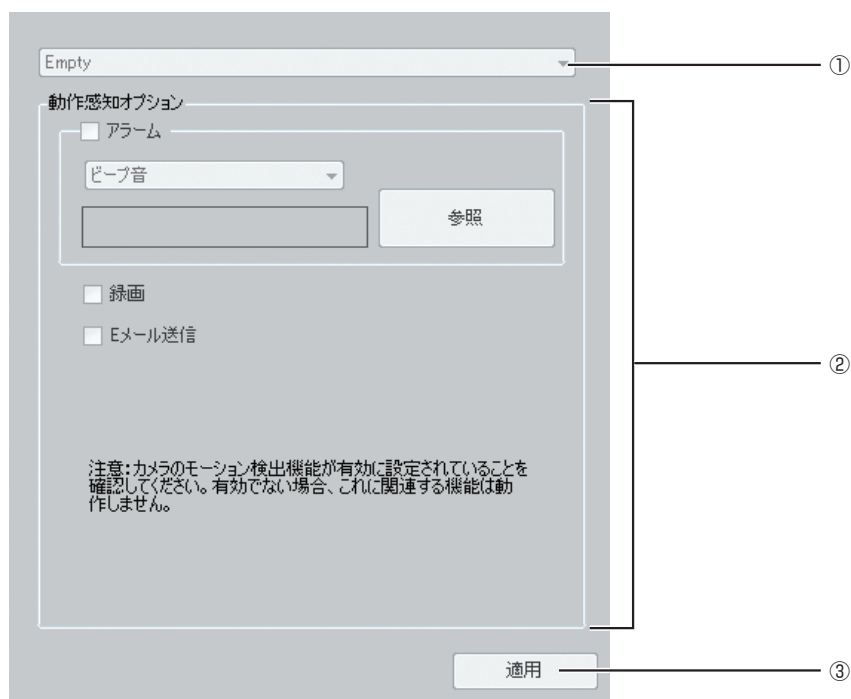 Empty
①
動作感知オプション
アラーム
ビープ音
参照
録画
Eメール送信
②
注意:カメラのモーション検出機能が有効に設定されていることを
確認してください。有効でない場合、これに関連する機能は動
作しません。
適用
③